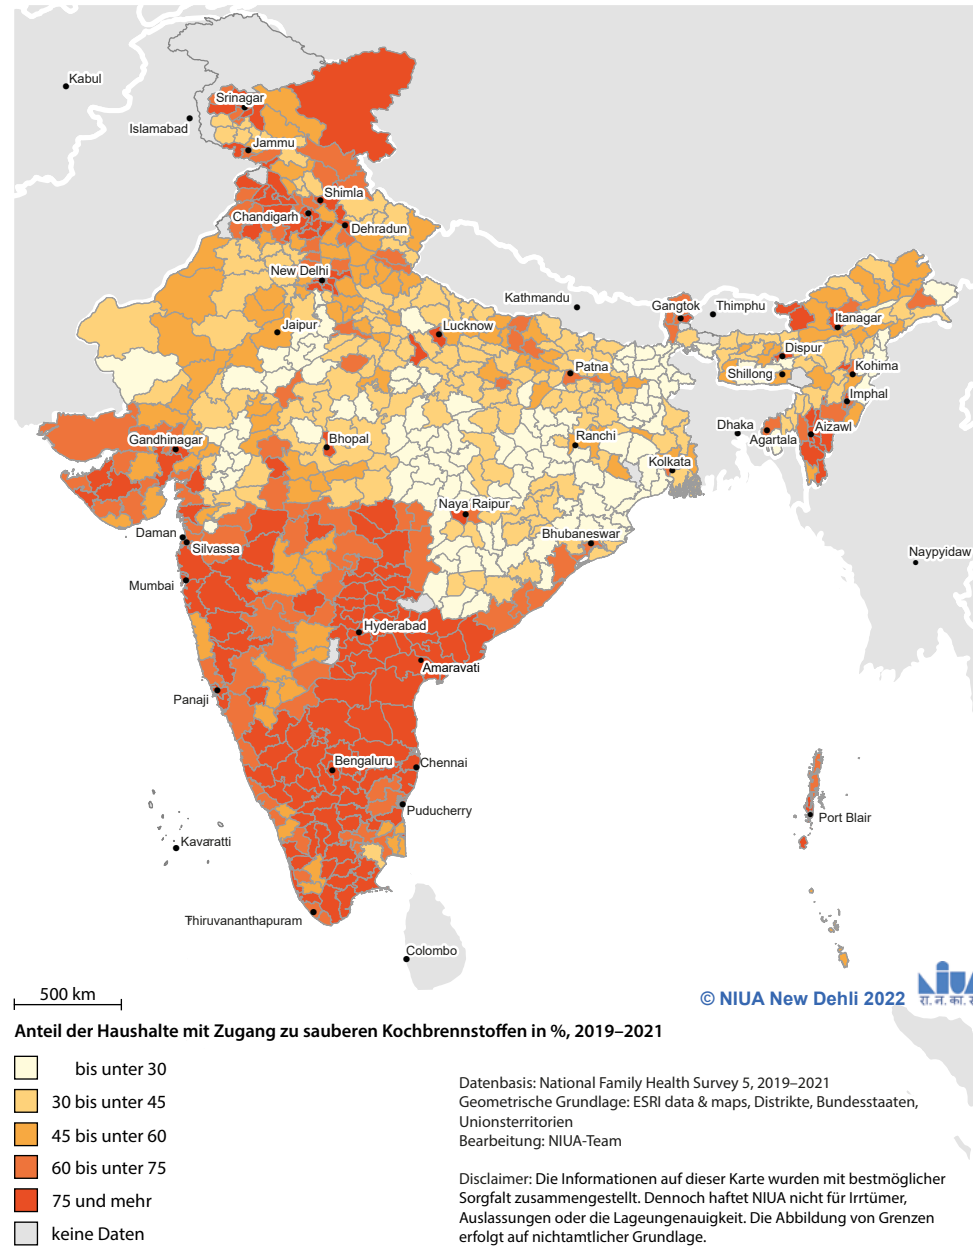 Kabul
Srinagar
Islamabad
Jammu
Shimla
Chandigarh
Dehradun
New Delhi
Kathmandu
Gangtok
Thimphu
Itanagar
Jaipur
Lucknow
Dispur
Patna
Shillong
Kohima
Imphal
Dhaka
Aizawl
Gandhinagar
Bhopal
Ranchi
Agartala
Kolkata
Naya Raipur
Daman
Bhubaneswar
Silvassa
Naypyidaw
Mumbai
Hyderabad
Amaravati
Panaji
Bengaluru
Chennai
Puducherry
Port Blair
Kavaratti
Thiruvananthapuram
Colombo
500 km
© NIUA New Dehli 2022
NIUA
रा. न. का. स
Anteil der Haushalte mit Zugang zu sauberen Kochbrennstoffen in %, 2019–2021
bis unter 30
30 bis unter 45
45 bis unter 60
60 bis unter 75
75 und mehr
keine Daten
Datenbasis: National Family Health Survey 5, 2019–2021
Geometrische Grundlage: ESRI data & maps, Distrikte, Bundesstaaten,
Unionsterritorien
Bearbeitung: NIUA-Team
Disclaimer: Die Informationen auf dieser Karte wurden mit bestmöglicher
Sorgfalt zusammengestellt. Dennoch haftet NIUA nicht für Irrtümer,
Auslassungen oder die Lageungenauigkeit. Die Abbildung von Grenzen
erfolgt auf nichtamtlicher Grundlage.